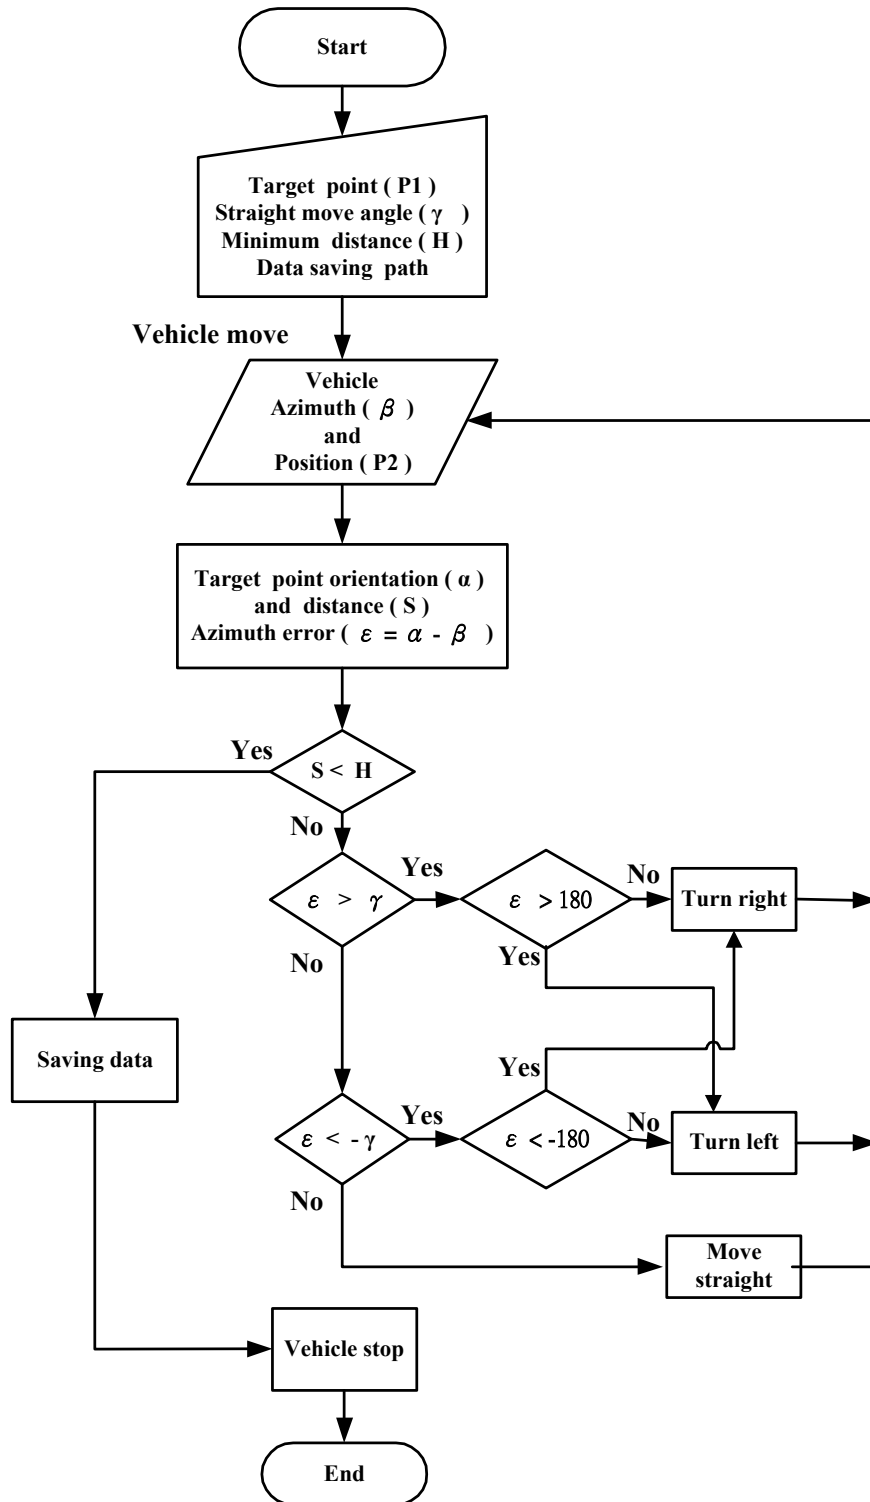 Start
Target point ( P1 )
Straight move angle ( γ )
Minimum distance ( H )
Data saving path
Vehicle move
Vehicle
Azimuth ( β )
and
Position ( P2 )
Target point orientation ( α )
and distance ( S )
Azimuth error ( ε = α - β )
Yes
S < H
No
ε > γ
Yes
ε > 180
No
Turn right
No
Yes
Saving data
Yes
ε < - γ
Yes
ε < -180
No
Turn left
No
Move
straight
Vehicle stop
End